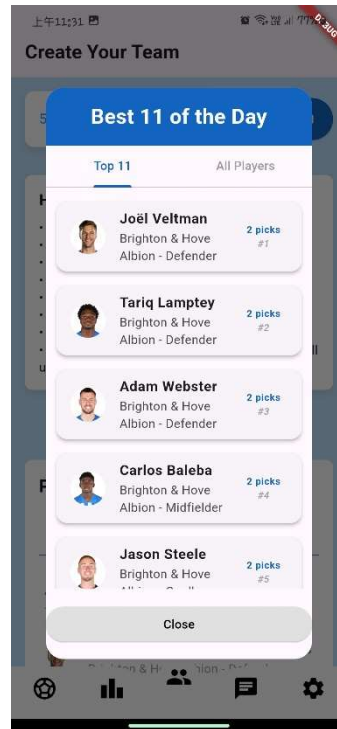 上午11:31
Create Your Team
Best 11 of the Day
Top 11
All Players
Joël Veltman
Brighton & Hove
Albion - Defender
2 picks
#1
Tariq Lamptey
Brighton & Hove
Albion - Defender
2 picks
#2
Adam Webster
Brighton & Hove
Albion - Defender
2 picks
#3
Carlos Baleba
Brighton & Hove
Albion - Midfielder
2 picks
#4
Jason Steele
Brighton & Hove
2 picks
#5
Close